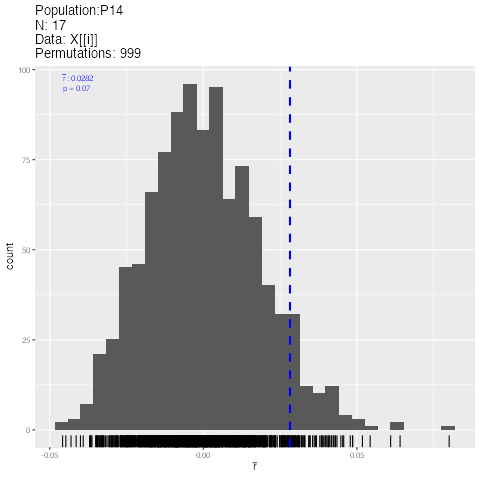 Population:P14
N: 17
Data: X[[i]]
Permutations: 999
r̄ : 0.0282
p = 0.07
100
75
50
25
0
count
-0.05
0.00
0.05
r̄